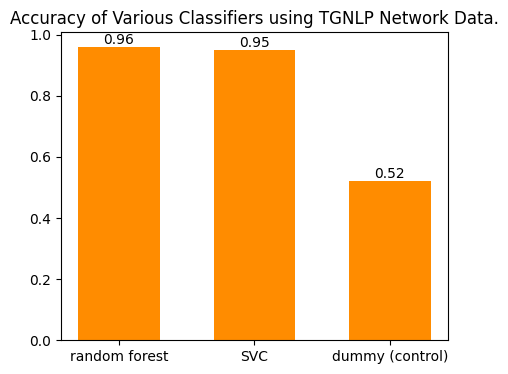 Accuracy of Various Classifiers using TGNLP Network Data.
1.0
0.8
0.6
0.4
0.2
0.0
0.96
0.95
0.52
random forest
SVC
dummy (control)